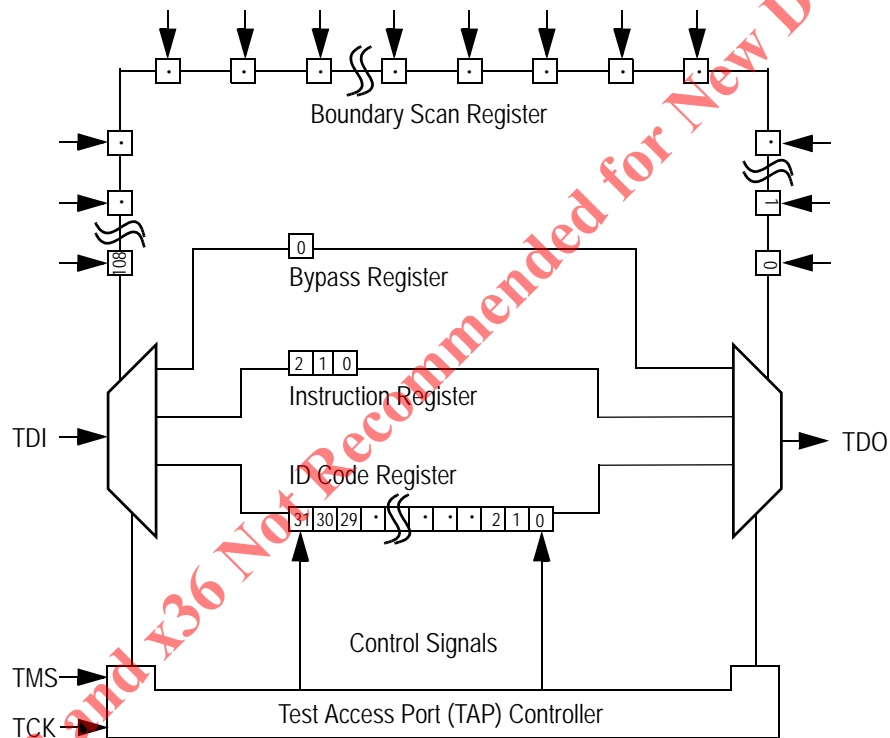 · · · · · · · ·
Boundary Scan Register
· ·
· 1
108 0
0
Bypass Register
2 1 0
Instruction Register
TDI TDO
ID Code Register
31 30 29 · · · · 2 1 0
Control Signals
TMS
Test Access Port (TAP) Controller
TCK
and x36 Not Recommended for New D